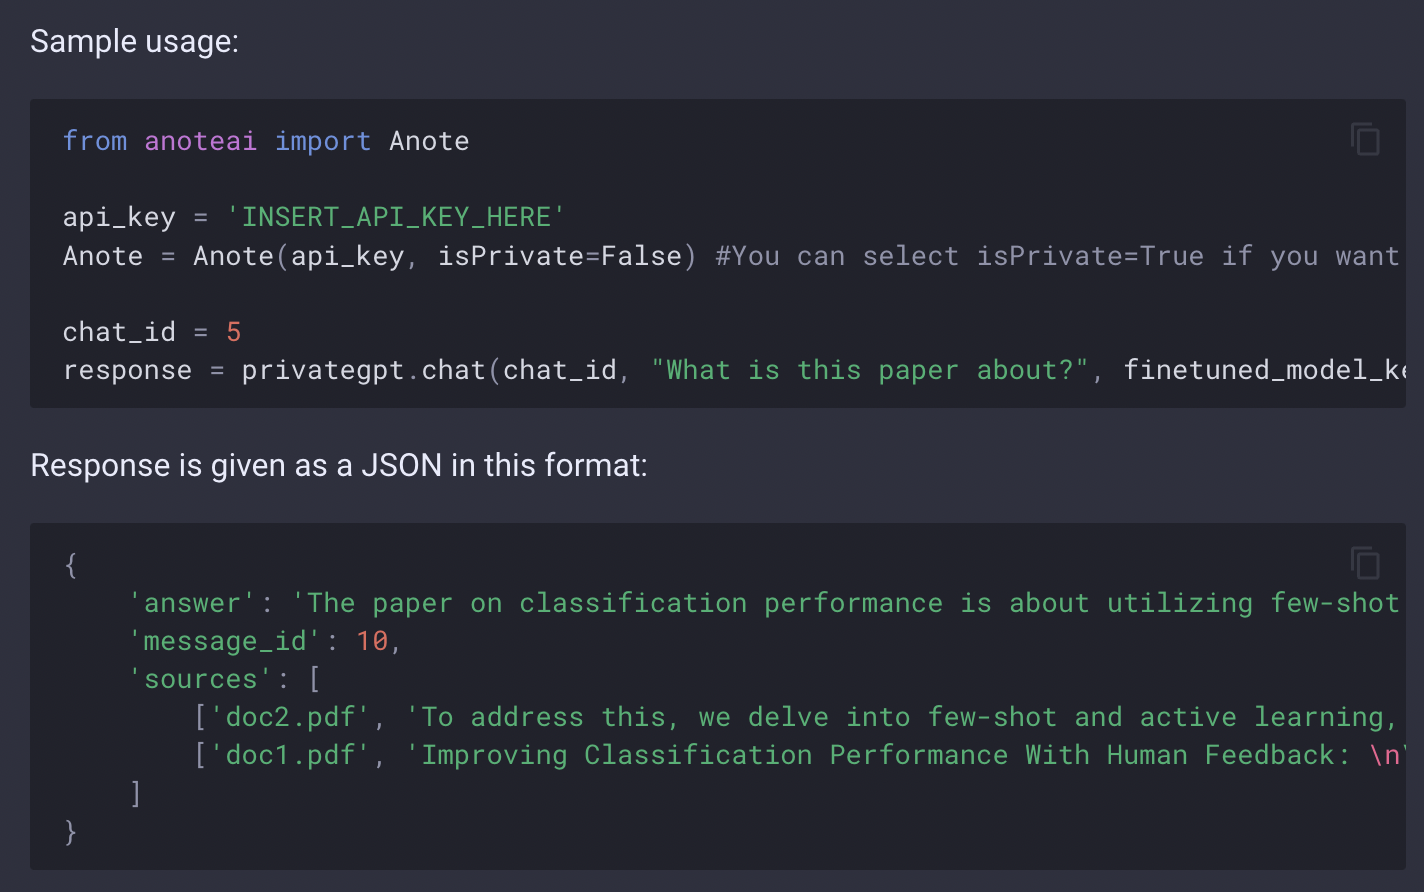 Sample usage:
from anoteai import Anote
api_key = 'INSERT_API_KEY_HERE'
Anote = Anote(api_key, isPrivate=False) #You can select isPrivate=True if you want
chat_id = 5
response = privategpt.chat(chat_id, "What is this paper about?", finetuned_model_ke
Response is given as a JSON in this format:
{
    'answer': 'The paper on classification performance is about utilizing few-shot
    'message_id': 10,
    'sources': [
        ['doc2.pdf', 'To address this, we delve into few-shot and active learning,
        ['doc1.pdf', 'Improving Classification Performance With Human Feedback: \n\
    ]
}